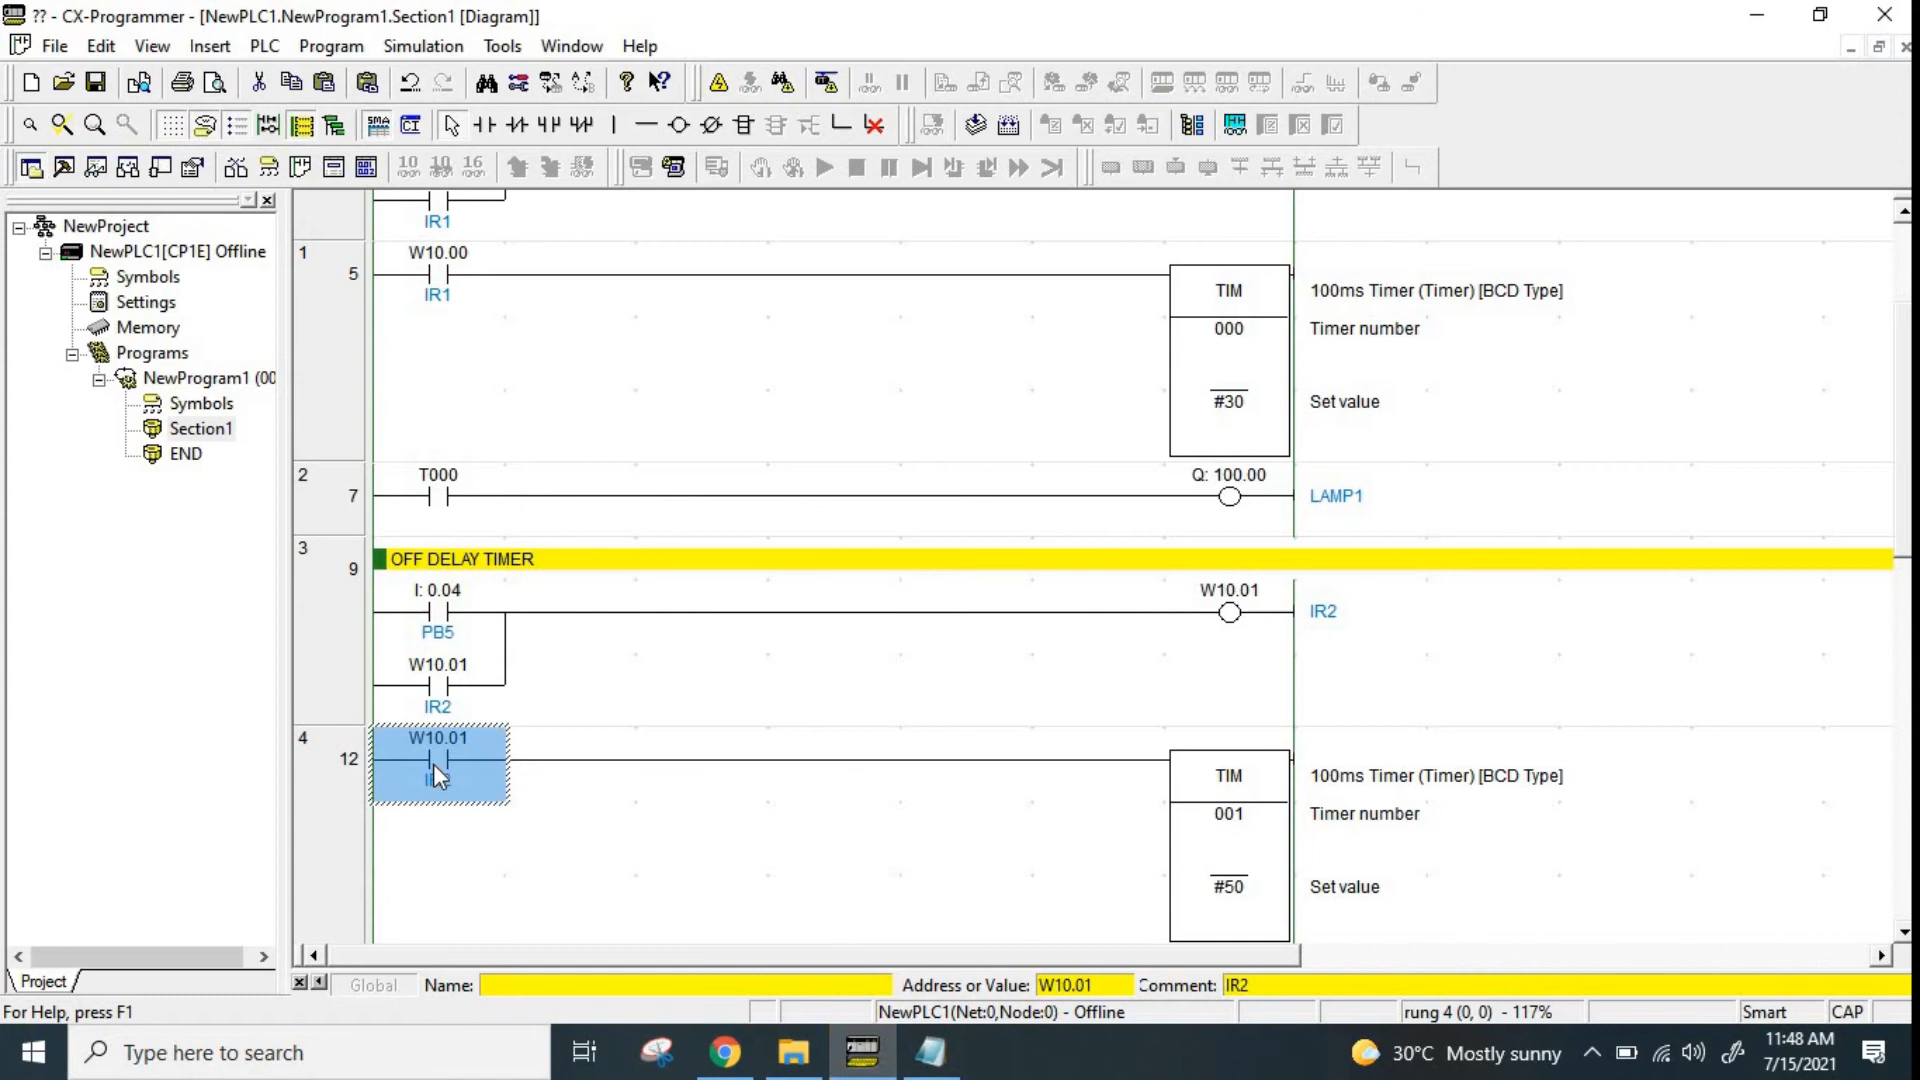 ?? - CX-Programmer - [NewPLC1.NewProgram1.Section1 [Diagram]]
File Edit View Insert PLC Program Simulation Tools Window Help
SMA CI
10 10 16
NewProject
NewPLC1[CP1E] Offline
Symbols
Settings
Memory
Programs
NewProgram1 (00
Symbols
Section1
END
Project
IR1
1
5
W10.00
IR1
TIM
100ms Timer (Timer) [BCD Type]
000
Timer number
#30
Set value
2
7
T000
Q: 100.00
LAMP1
3
9
OFF DELAY TIMER
I: 0.04
PB5
W10.01
IR2
W10.01
IR2
4
12
W10.01
TIM
100ms Timer (Timer) [BCD Type]
001
Timer number
#50
Set value
Global Name: Address or Value: W10.01 Comment: IR2
For Help, press F1
NewPLC1(Net:0,Node:0) - Offline
rung 4 (0, 0) - 117%
Smart
CAP
Type here to search
30°C Mostly sunny
11:48 AM
7/15/2021